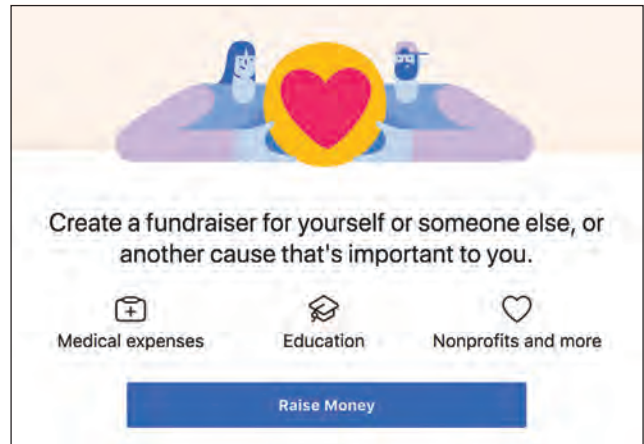 Create a fundraiser for yourself or someone else, or
another cause that's important to you.
Medical expenses
Education
Nonprofits and more
Raise Money